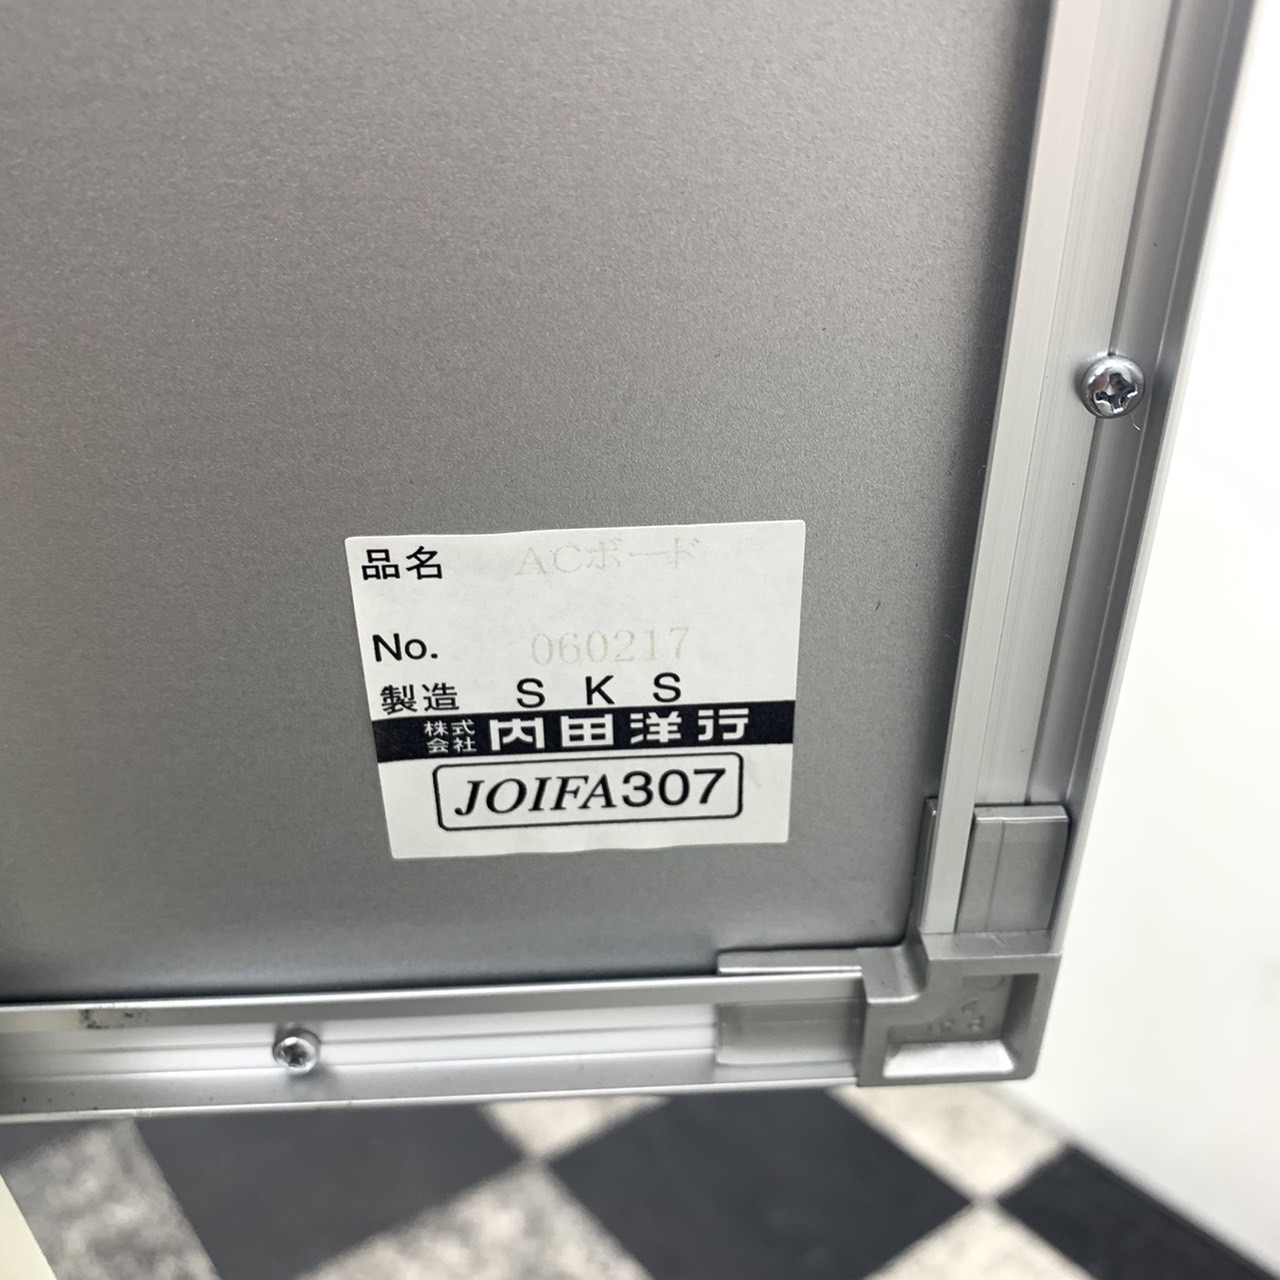 品名 ACボード
No. 060217
製造 SKS
株式会社 内田洋行
JOIFA307